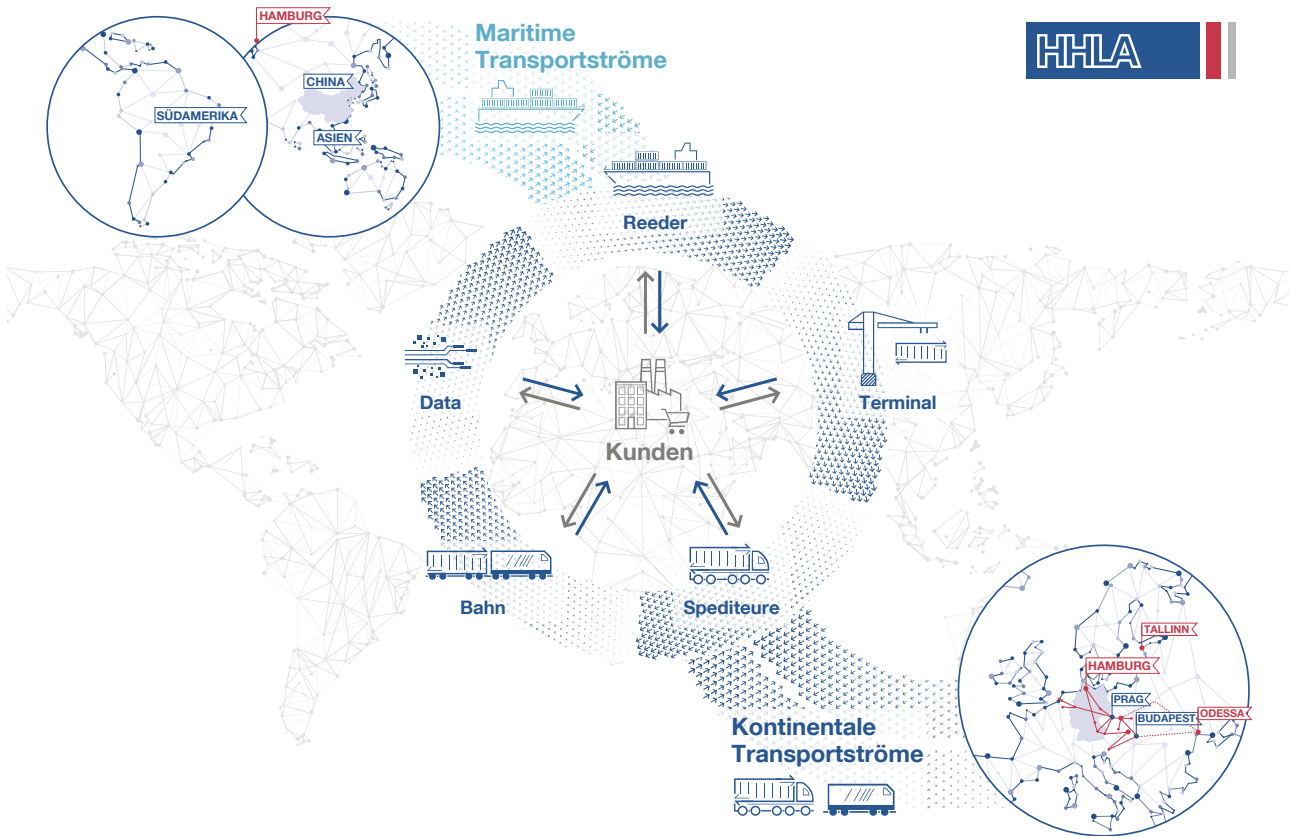 HAMBURG
Maritime
Transportströme
HHLA
CHINA
SÜDAMERIKA
ASIEN
Reeder
Data
Terminal
Kunden
Bahn
Spediteure
TALLINN
HAMBURG
PRAG
BUDAPEST
ODESSA
Kontinentale
Transportströme